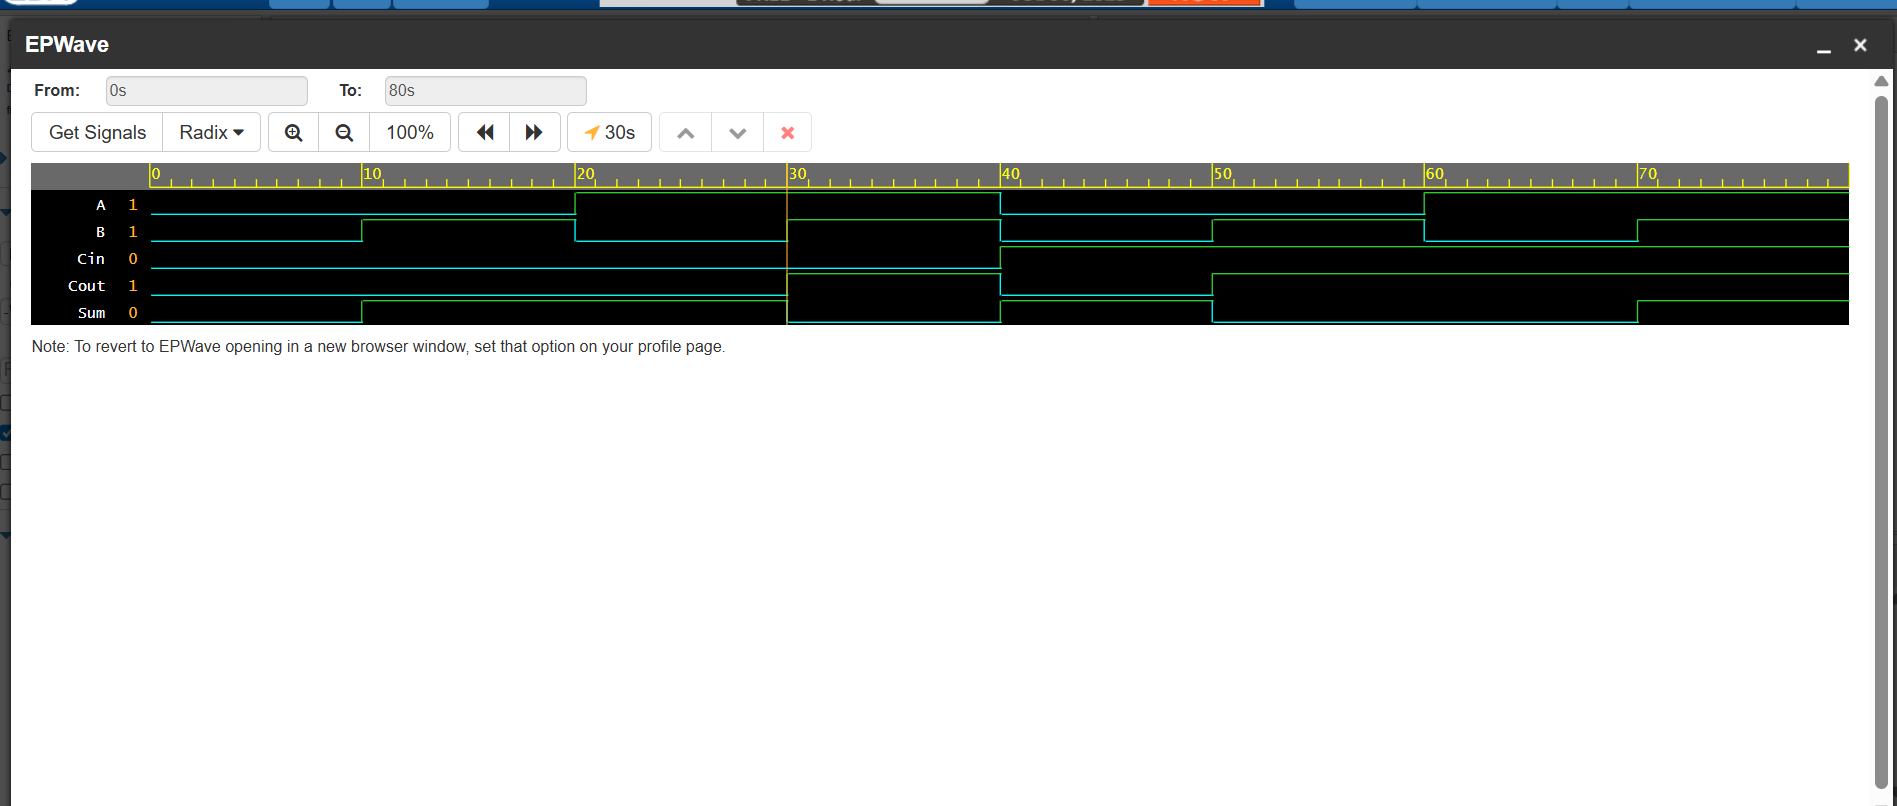 EPWave
From: 0s To: 80s
Get Signals Radix 100% 30s
0 10 20 30 40 50 60 70
A 1
B 1
Cin 0
Cout 1
Sum 0
Note: To revert to EPWave opening in a new browser window, set that option on your profile page.